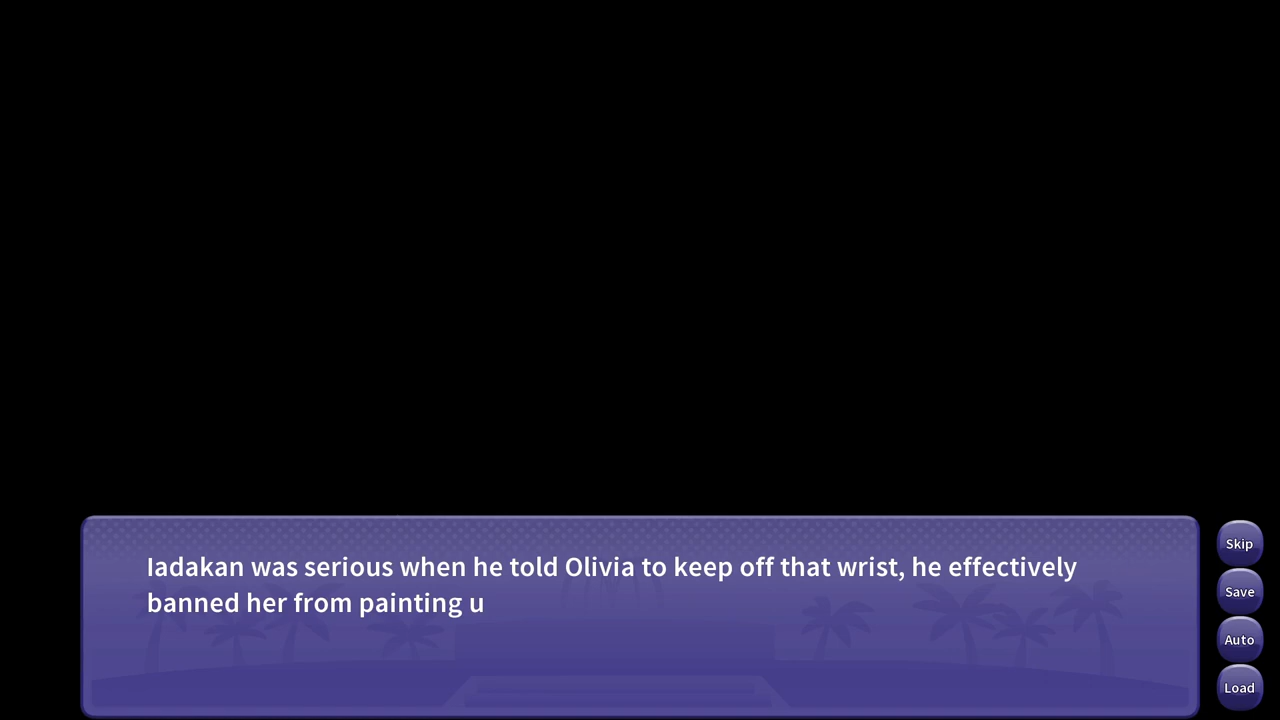 Iadakan was serious when he told Olivia to keep off that wrist, he effectively
banned her from painting u
Skip
Save
Auto
Load